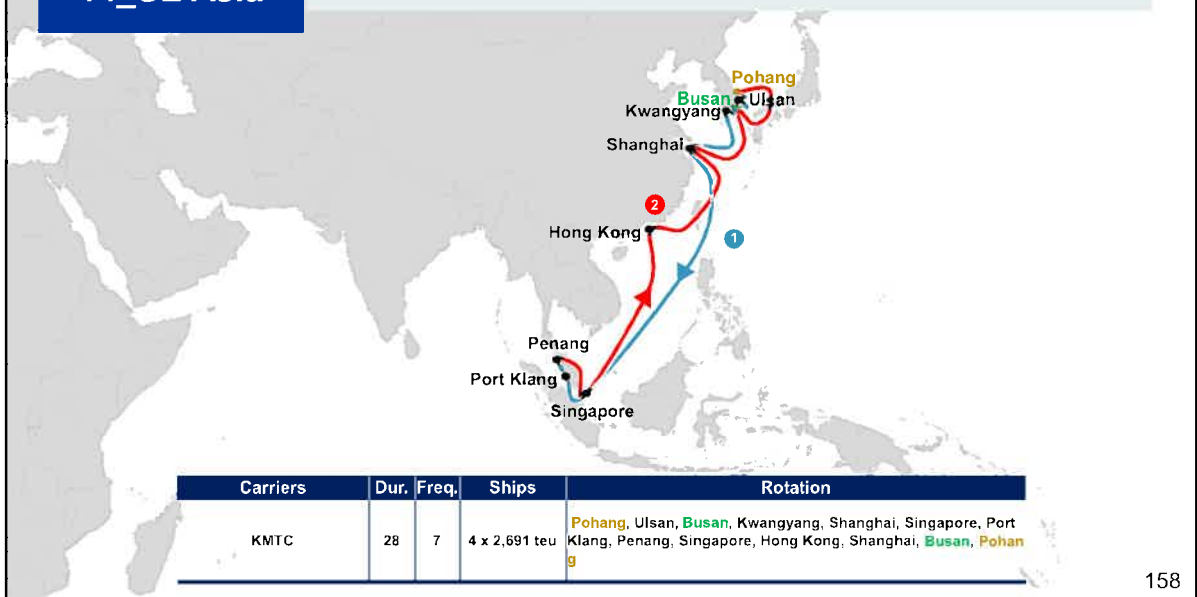 Pohang
Busan
Ulsan
Kwangyang
Shanghai
2
Hong Kong
1
Penang
Port Klang
Singapore
Carriers Dur. Freq. Ships Rotation
Pohang, Ulsan, Busan, Kwangyang, Shanghai, Singapore, Port
KMTC 28 7 4 x 2,691 teu Klang, Penang, Singapore, Hong Kong, Shanghai, Busan, Pohan
g
158